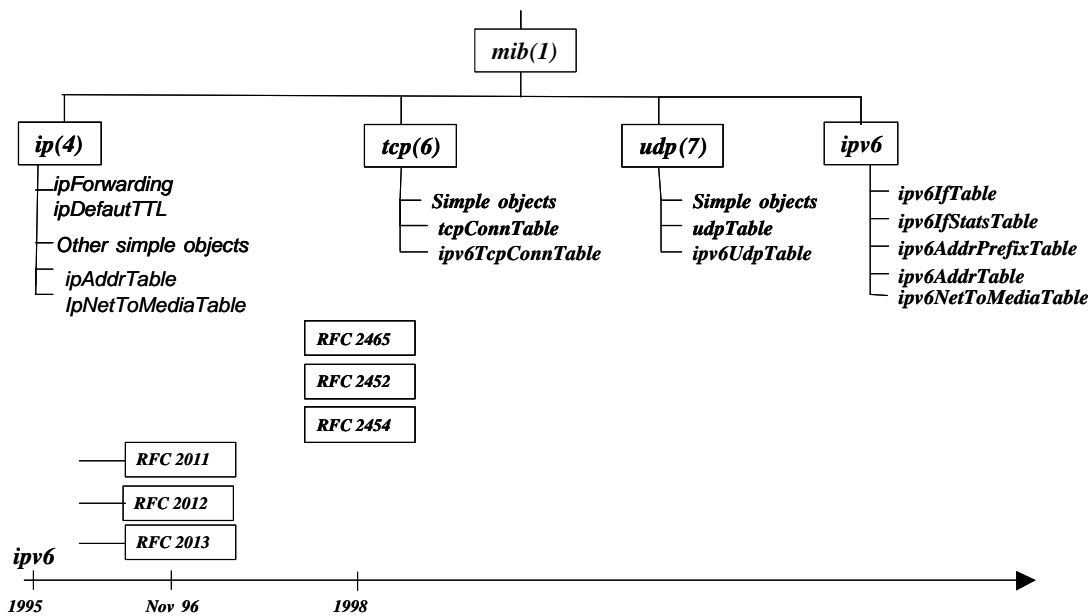 mib(1)
ip(4)
tcp(6)
udp(7)
ipv6
ipForwarding
ipDefautTTL
Other simple objects
ipAddrTable
IpNetToMediaTable
Simple objects
tcpConnTable
ipv6TcpConnTable
Simple objects
udpTable
ipv6UdpTable
ipv6IfTable
ipv6IfStatsTable
ipv6AddrPrefixTable
ipv6AddrTable
ipv6NetToMediaTable
RFC 2465
RFC 2452
RFC 2454
RFC 2011
RFC 2012
RFC 2013
ipv6
1995
Nov 96
1998